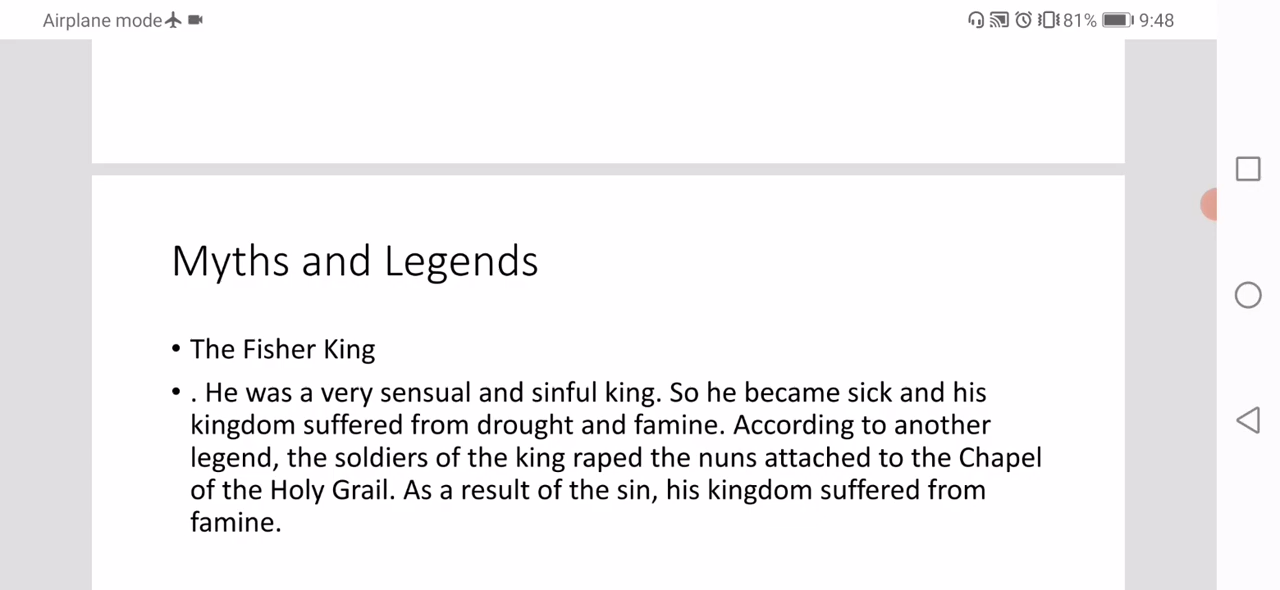 Airplane mode 81% 9:48
Myths and Legends
• The Fisher King
• . He was a very sensual and sinful king. So he became sick and his
kingdom suffered from drought and famine. According to another
legend, the soldiers of the king raped the nuns attached to the Chapel
of the Holy Grail. As a result of the sin, his kingdom suffered from
famine.